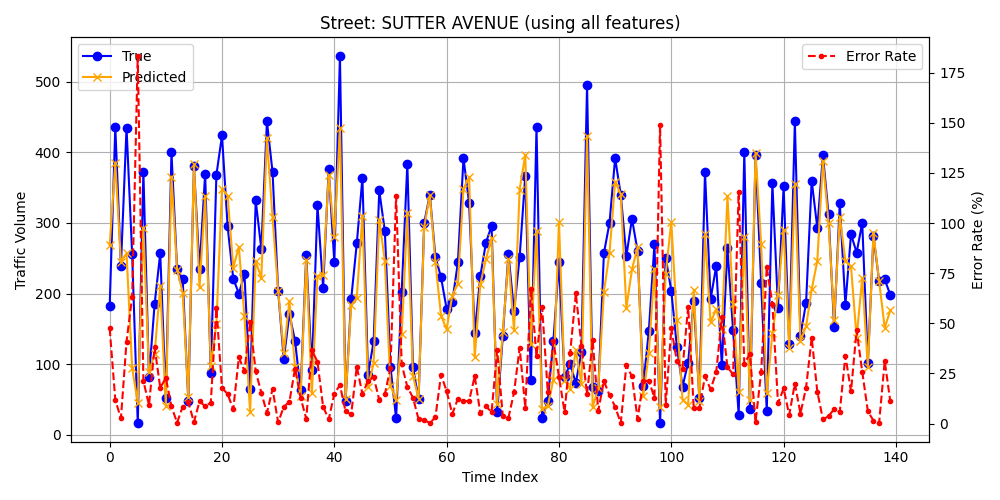 Street: SUTTER AVENUE (using all features)
True
Predicted
Error Rate
500
400
300
200
100
0
Traffic Volume
175
150
125
100
75
50
25
0
Error Rate (%)
0 20 40 60 80 100 120 140
Time Index